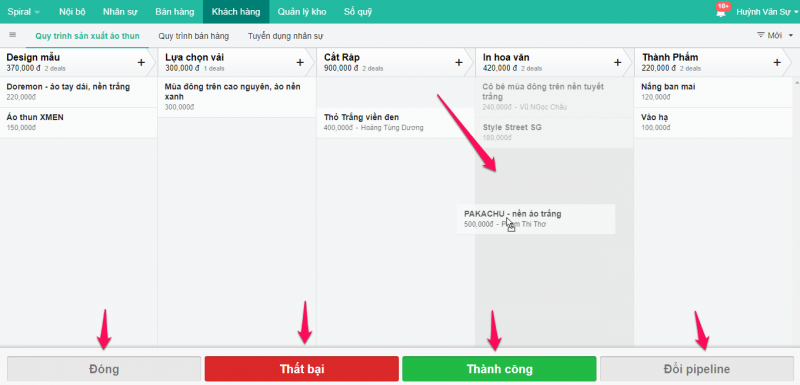 Spiral Nội bộ Nhân sự Bán hàng Khách hàng Quản lý kho Sổ quỹ 10+ Huỳnh Văn Sự
Quy trình sản xuất áo thun Quy trình bán hàng Tuyển dụng nhân sự Mới
Design mẫu
370,000 đ 2 deals
+
Lựa chọn vải
300,000 đ 1 deals
+
Cắt Ráp
900,000 đ 2 deals
+
In hoa văn
420,000 đ 2 deals
+
Thành Phẩm
220,000 đ 2 deals
+
Doremon - áo tay dài, nền trắng
220,000đ
Áo thun XMEN
150,000đ
Mùa đông trên cao nguyên, áo nền
xanh
300,000đ
Thỏ Trắng viền đen
400,000đ - Hoàng Tùng Dương
Cô bé mùa đông trên nền tuyết
trắng
240,000đ - Vũ NGọc Châu
Style Street SG
180,000đ
PAKACHU - nền áo trắng
500,000đ - Phạm Thi Thơ
Nắng ban mai
120,000đ
Vào hạ
100,000đ
Đóng
Thất bại
Thành công
Đổi pipeline